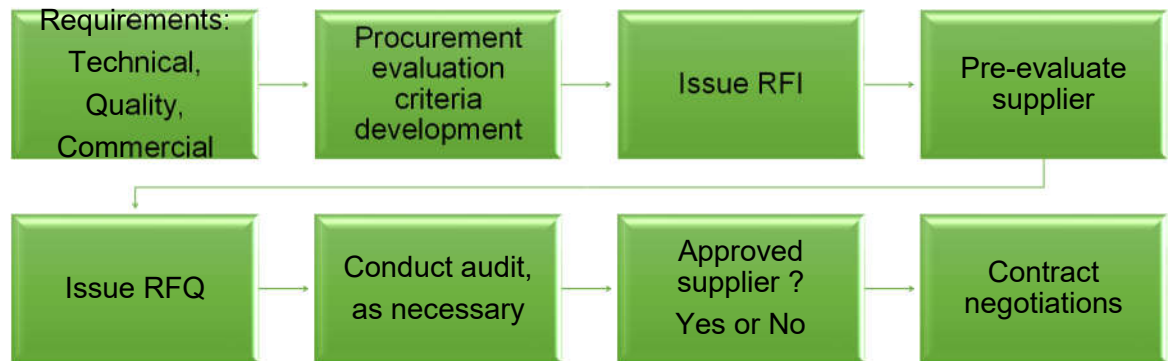 Requirements:
Technical,
Quality,
Commercial
Procurement
evaluation
criteria
development
Issue RFI
Pre-evaluate
supplier
Issue RFQ
Conduct audit,
as necessary
Approved
supplier ?
Yes or No
Contract
negotiations